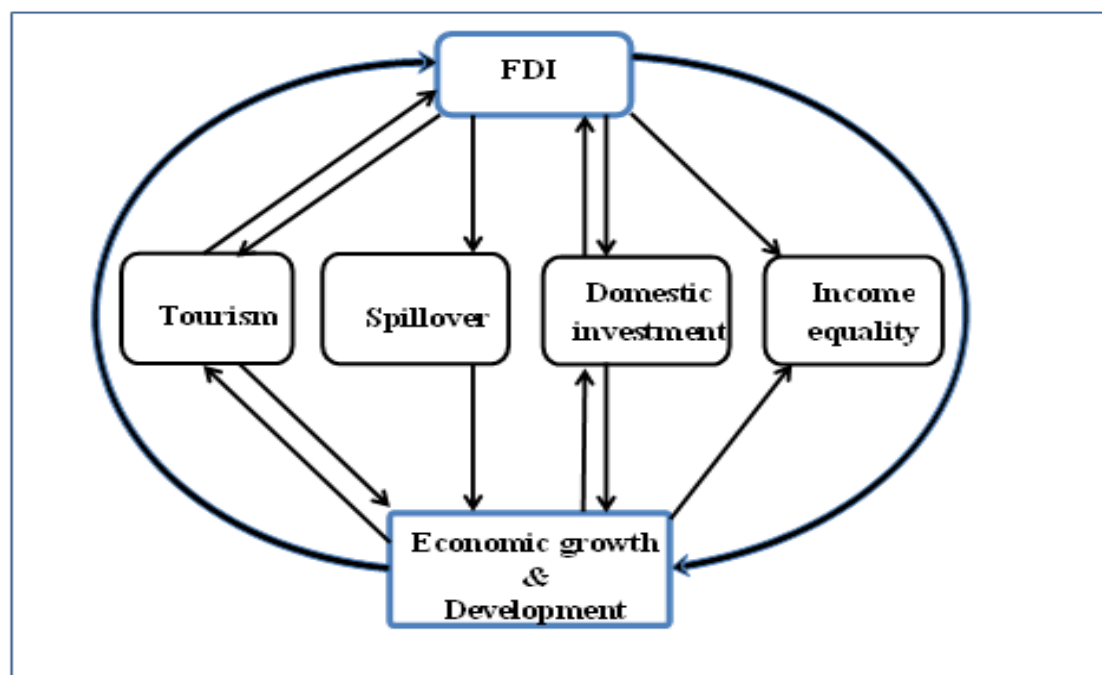 FDI
Tourism
Spillover
Domestic
investment
Income
equality
Economic growth
&
Development